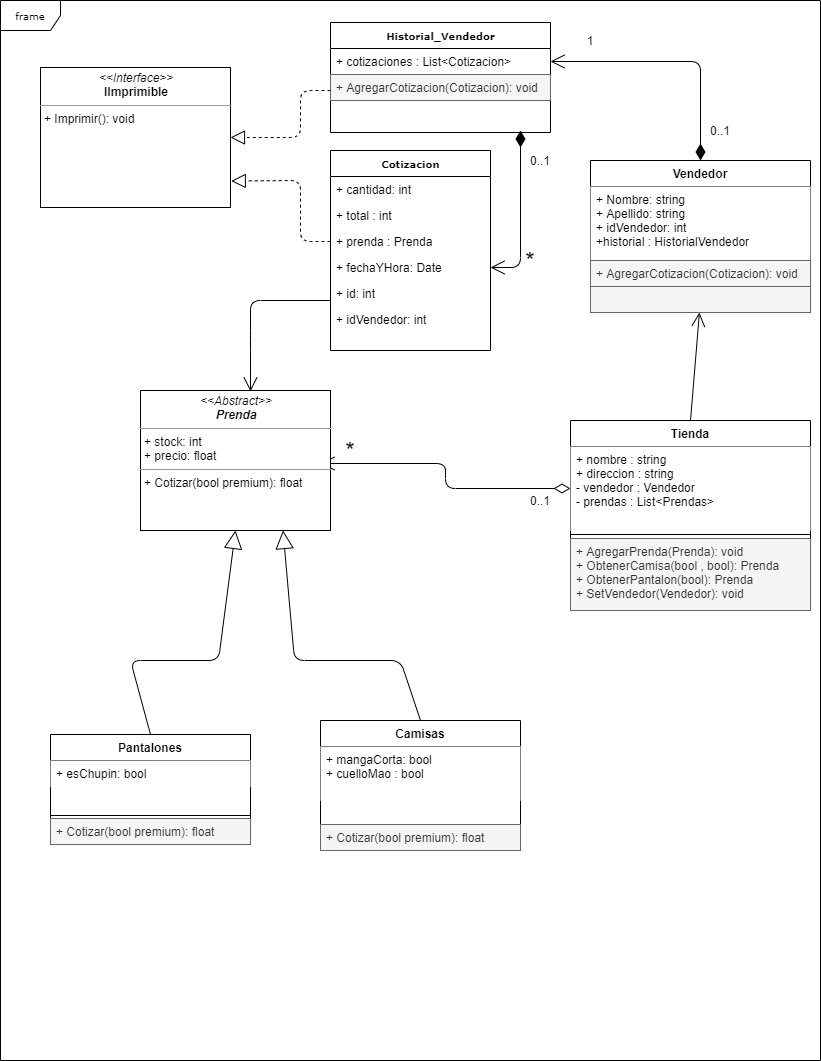 frame
Historial_Vendedor
+ cotizaciones : List<Cotizacion>
+ AgregarCotizacion(Cotizacion): void
1
0..1
<<Interface>>
IImprimible
+ Imprimir(): void
0..1
*
Cotizacion
+ cantidad: int
+ total : int
+ prenda : Prenda
+ fechaYHora: Date
+ id: int
+ idVendedor: int
Vendedor
+ Nombre: string
+ Apellido: string
+ idVendedor: int
+historial : HistorialVendedor
+ AgregarCotizacion(Cotizacion): void
<<Abstract>>
Prenda
+ stock: int
+ precio: float
+ Cotizar(bool premium): float
*
0..1
Tienda
+ nombre : string
+ direccion : string
- vendedor : Vendedor
- prendas : List<Prendas>
+ AgregarPrenda(Prenda): void
+ ObtenerCamisa(bool , bool): Prenda
+ ObtenerPantalon(bool): Prenda
+ SetVendedor(Vendedor): void
Pantalones
+ esChupin: bool
+ Cotizar(bool premium): float
Camisas
+ mangaCorta: bool
+ cuelloMao : bool
+ Cotizar(bool premium): float